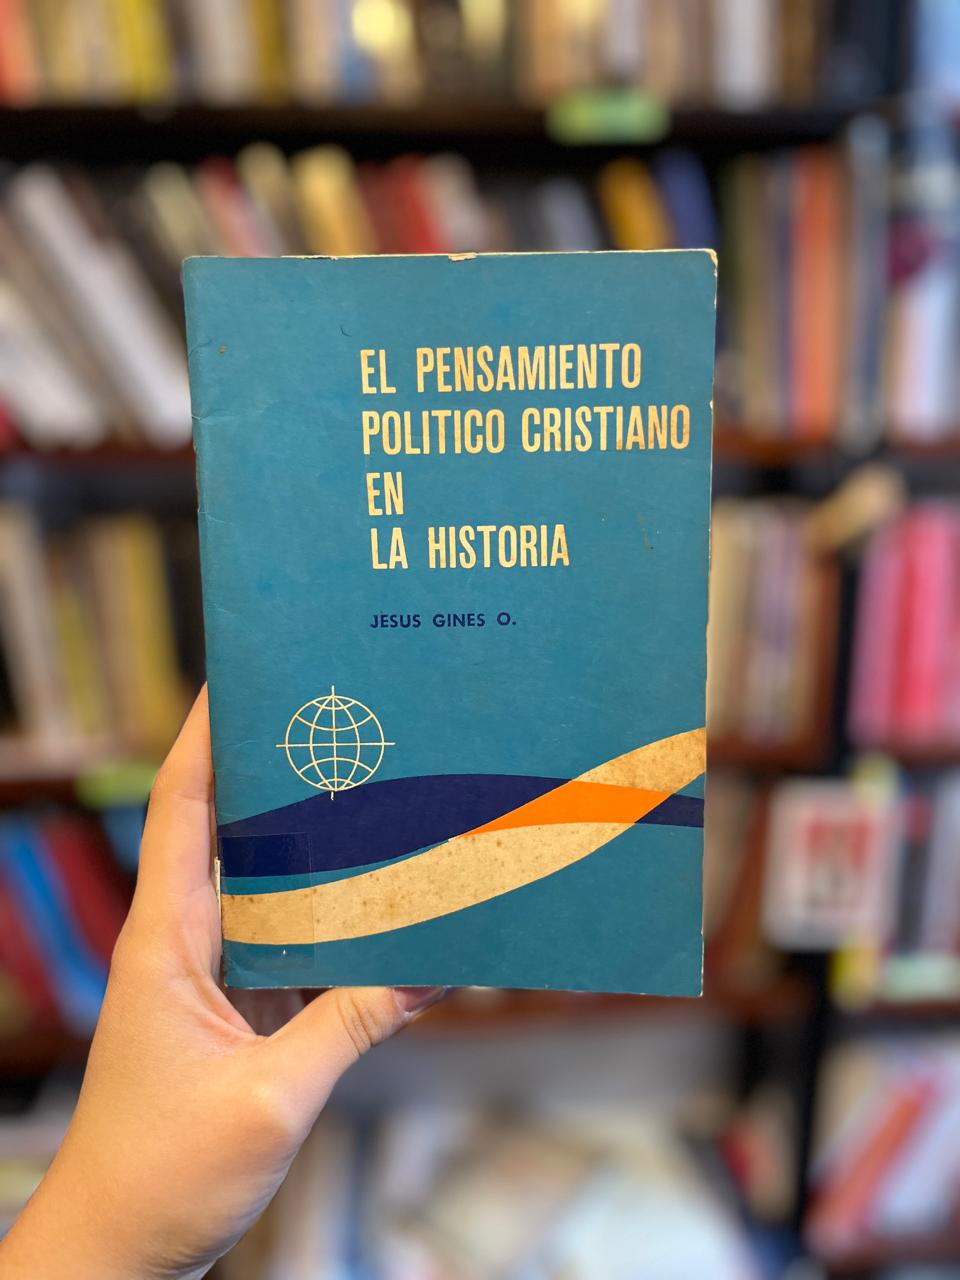 EL PENSAMIENTO
POLITICO CRISTIANO
EN
LA HISTORIA
JESUS GINES O.